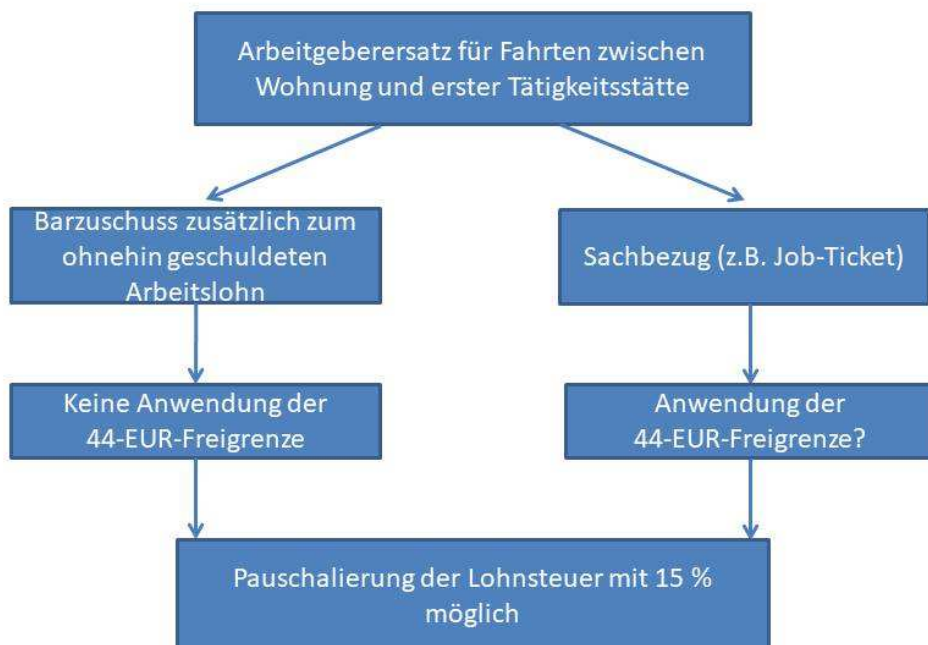 Arbeitgeberersatz für Fahrten zwischen
Wohnung und erster Tätigkeitsstätte
Barzuschuss zusätzlich zum
ohnehin geschuldeten
Arbeitslohn
Sachbezug (z.B. Job-Ticket)
Keine Anwendung der
44-EUR-Freigrenze
Anwendung der
44-EUR-Freigrenze?
Pauschalierung der Lohnsteuer mit 15 %
möglich